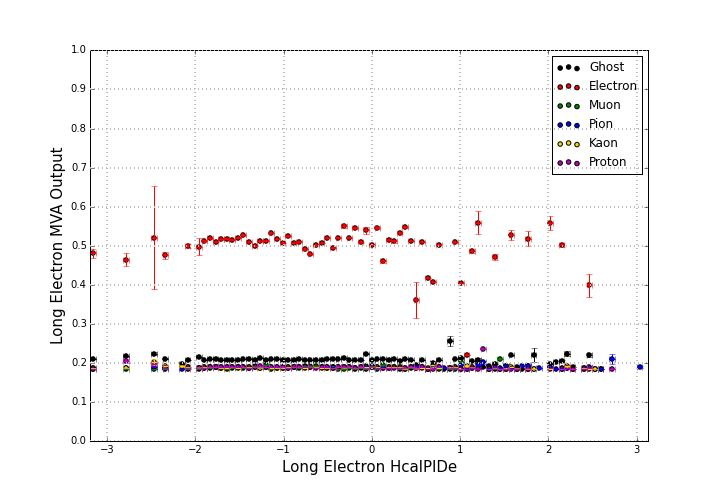 1.0
0.9
0.8
0.7
0.6
0.5
0.4
0.3
0.2
0.1
0.0
Long Electron MVA Output
Ghost
Electron
Muon
Pion
Kaon
Proton
−3 −2 −1 0 1 2 3
Long Electron HcalPIDe